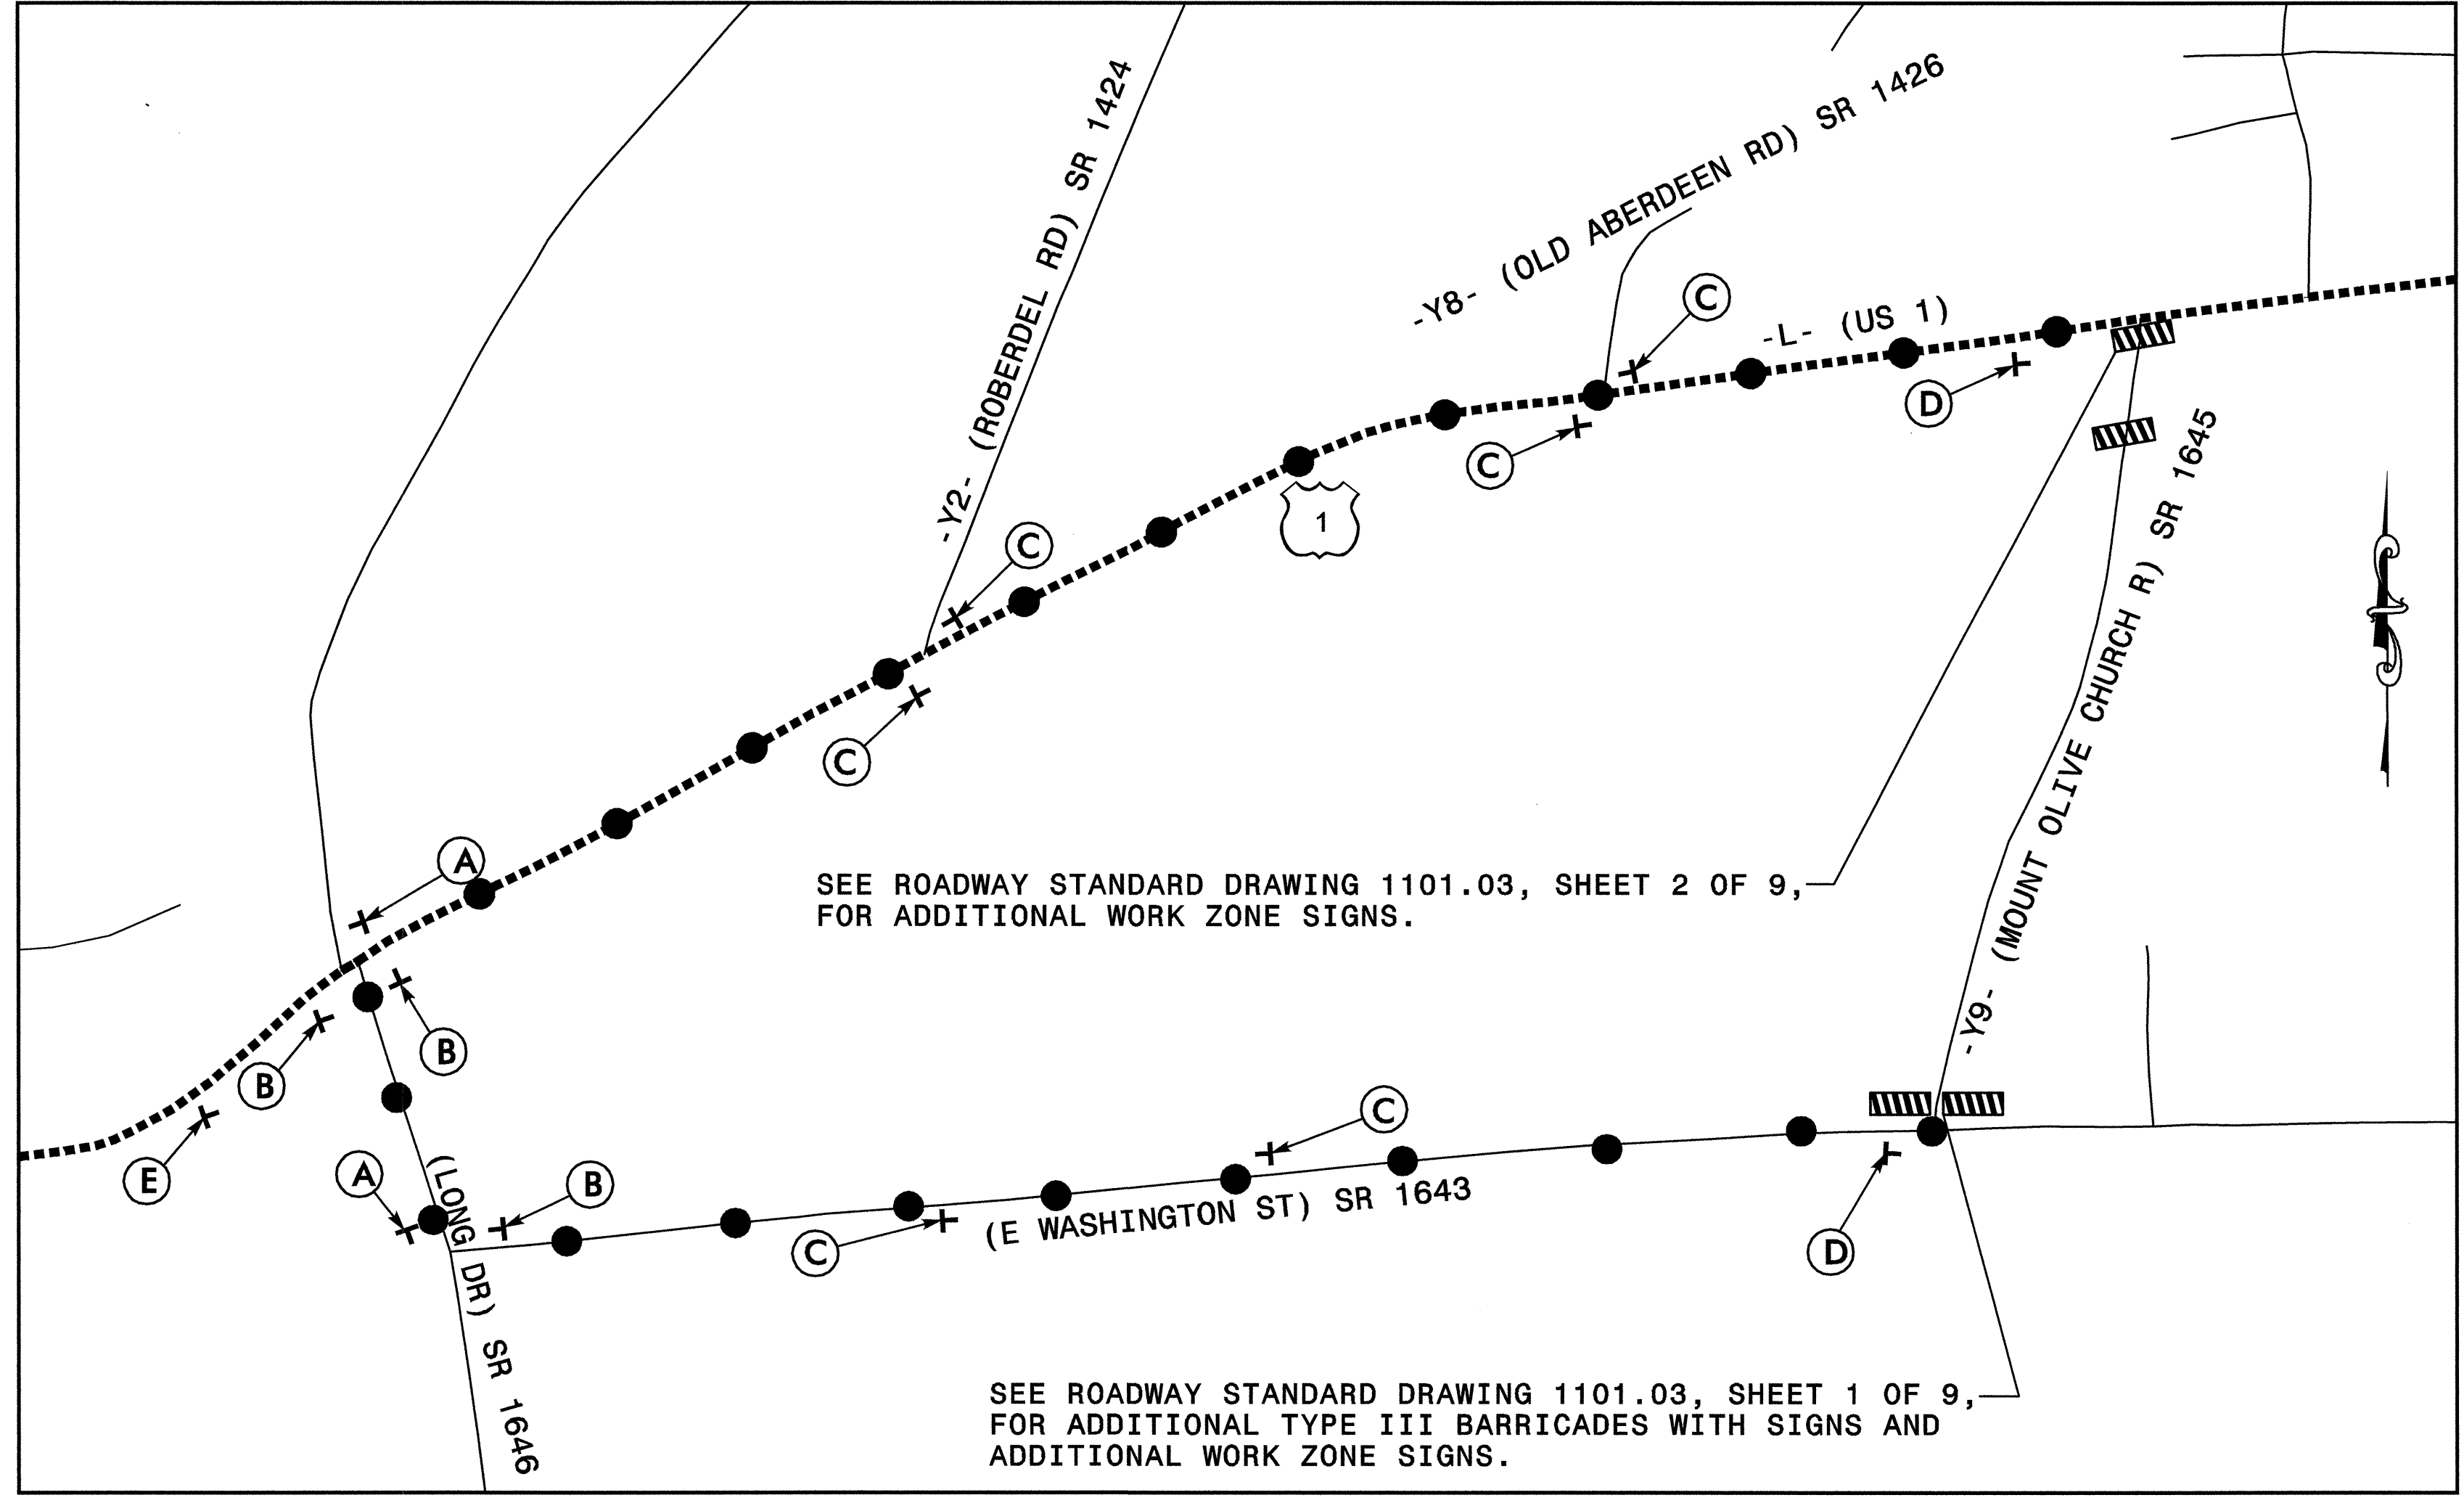 -Y2- (ROBERDEL RD) SR 1424
-Y8- (OLD ABERDEEN RD) SR 1426
C
-L- (US 1)
D
C
1
C
C
-Y9- (MOUNT OLIVE CHURCH R) SR 1645
A
SEE ROADWAY STANDARD DRAWING 1101.03, SHEET 2 OF 9,
FOR ADDITIONAL WORK ZONE SIGNS.
B
B
E
A
B
(LONG DR) SR 1646
C
C
(E WASHINGTON ST) SR 1643
D
SEE ROADWAY STANDARD DRAWING 1101.03, SHEET 1 OF 9,
FOR ADDITIONAL TYPE III BARRICADES WITH SIGNS AND
ADDITIONAL WORK ZONE SIGNS.